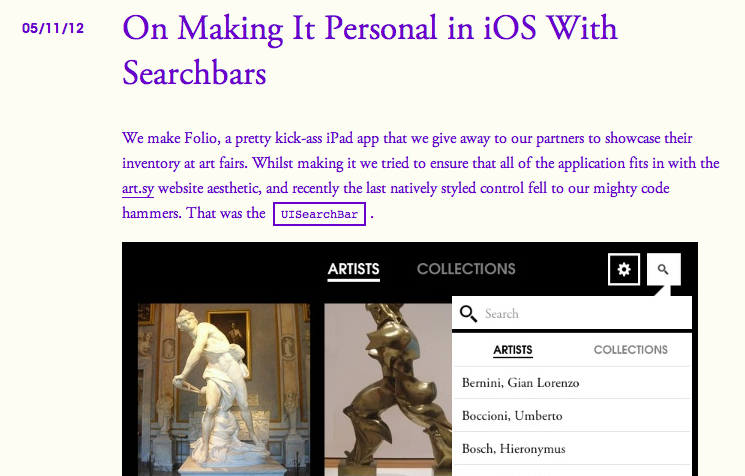 05/11/12
On Making It Personal in iOS With
Searchbars
We make Folio, a pretty kick-ass iPad app that we give away to our partners to showcase their
inventory at art fairs. Whilst making it we tried to ensure that all of the application fits in with the
art.sy website aesthetic, and recently the last natively styled control fell to our mighty code
hammers. That was the UISearchBar .
ARTISTS COLLECTIONS
Search
ARTISTS COLLECTIONS
Bernini, Gian Lorenzo
Boccioni, Umberto
Bosch, Hieronymus